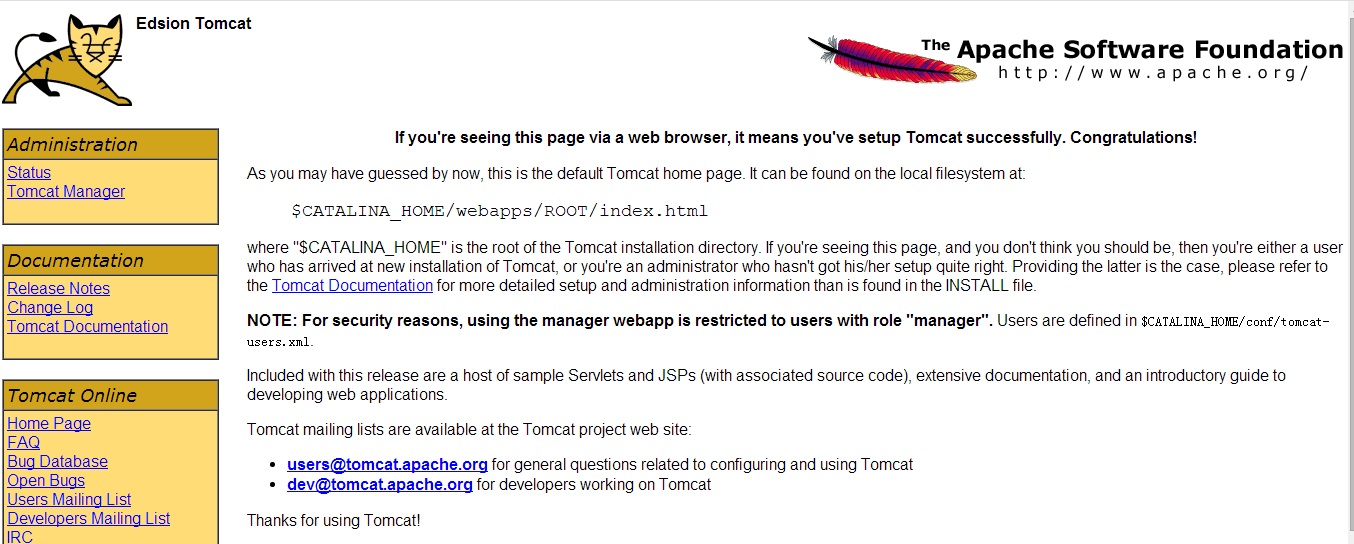 Edsion Tomcat
The Apache Software Foundation
http://www.apache.org/
Administration
Status
Tomcat Manager
Documentation
Release Notes
Change Log
Tomcat Documentation
Tomcat Online
Home Page
FAQ
Bug Database
Open Bugs
Users Mailing List
Developers Mailing List
IRC
If you're seeing this page via a web browser, it means you've setup Tomcat successfully. Congratulations!
As you may have guessed by now, this is the default Tomcat home page. It can be found on the local filesystem at:
$CATALINA_HOME/webapps/ROOT/index.html
where "$CATALINA_HOME" is the root of the Tomcat installation directory. If you're seeing this page, and you don't think you should be, then you're either a user
who has arrived at new installation of Tomcat, or you're an administrator who hasn't got his/her setup quite right. Providing the latter is the case, please refer to
the Tomcat Documentation for more detailed setup and administration information than is found in the INSTALL file.
NOTE: For security reasons, using the manager webapp is restricted to users with role "manager". Users are defined in $CATALINA_HOME/conf/tomcat-
users.xml.
Included with this release are a host of sample Servlets and JSPs (with associated source code), extensive documentation, and an introductory guide to
developing web applications.
Tomcat mailing lists are available at the Tomcat project web site:
• users@tomcat.apache.org for general questions related to configuring and using Tomcat
• dev@tomcat.apache.org for developers working on Tomcat
Thanks for using Tomcat!